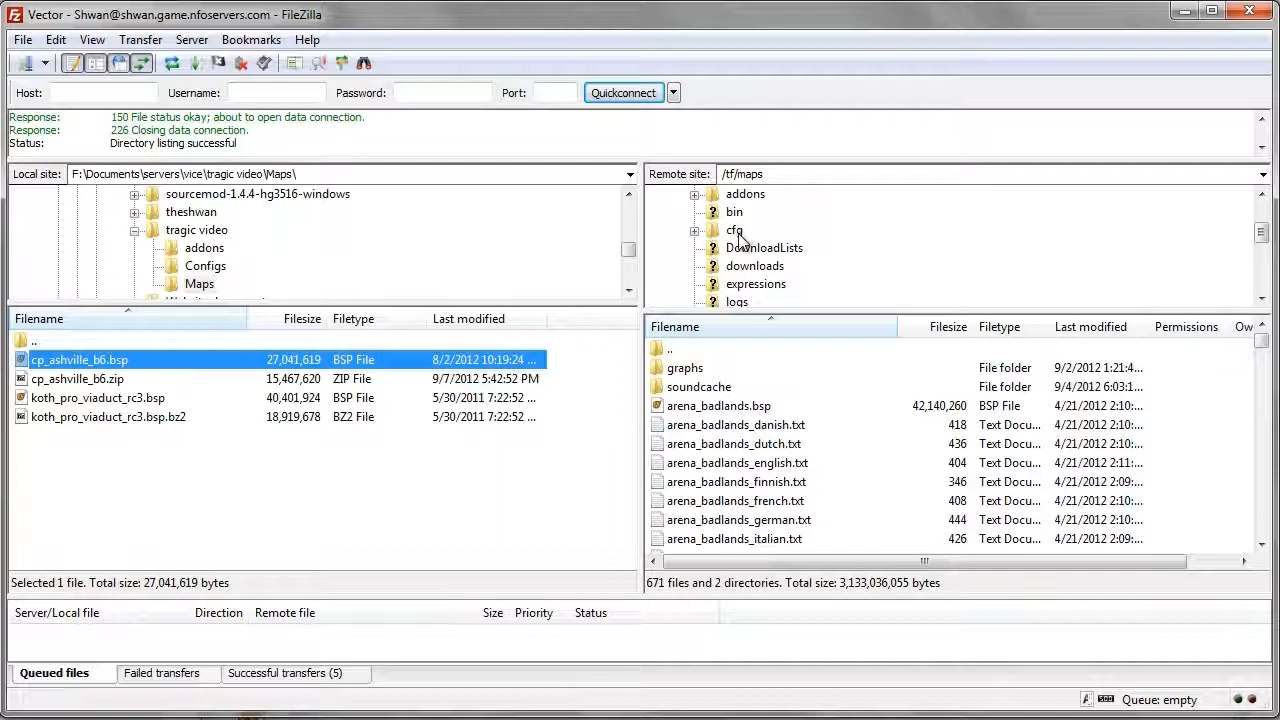 Vector - Shwan@shwan.game.nfoservers.com - FileZilla
File Edit View Transfer Server Bookmarks Help
Host: Username: Password: Port: Quickconnect
Response: 150 File status okay; about to open data connection.
Response: 226 Closing data connection.
Status: Directory listing successful
Local site: F:\Documents\servers\vice\tragic video\Maps\
sourcemod-1.4.4-hg3516-windows
theshwan
tragic video
addons
Configs
Maps
Remote site: /tf/maps
addons
bin
cfg
DownloadLists
downloads
expressions
logs
Filename Filesize Filetype Last modified
..
cp_ashville_b6.bsp 27,041,619 BSP File 8/2/2012 10:19:24 ...
cp_ashville_b6.zip 15,467,620 ZIP File 9/7/2012 5:42:52 PM
koth_pro_viaduct_rc3.bsp 40,401,924 BSP File 5/30/2011 7:22:52 ...
koth_pro_viaduct_rc3.bsp.bz2 18,919,678 BZ2 File 5/30/2011 7:22:52 ...
Selected 1 file. Total size: 27,041,619 bytes
Filename Filesize Filetype Last modified Permissions Ow
..
graphs File folder 9/2/2012 1:21:4...
soundcache File folder 9/4/2012 6:03:1...
arena_badlands.bsp 42,140,260 BSP File 4/21/2012 2:10:...
arena_badlands_danish.txt 418 Text Docu... 4/21/2012 2:10:...
arena_badlands_dutch.txt 436 Text Docu... 4/21/2012 2:10:...
arena_badlands_english.txt 404 Text Docu... 4/21/2012 2:11:...
arena_badlands_finnish.txt 346 Text Docu... 4/21/2012 2:09:...
arena_badlands_french.txt 408 Text Docu... 4/21/2012 2:10:...
arena_badlands_german.txt 444 Text Docu... 4/21/2012 2:10:...
arena_badlands_italian.txt 426 Text Docu... 4/21/2012 2:09:...
671 files and 2 directories. Total size: 3,133,036,055 bytes
Server/Local file Direction Remote file Size Priority Status
Queued files Failed transfers Successful transfers (5)
Queue: empty